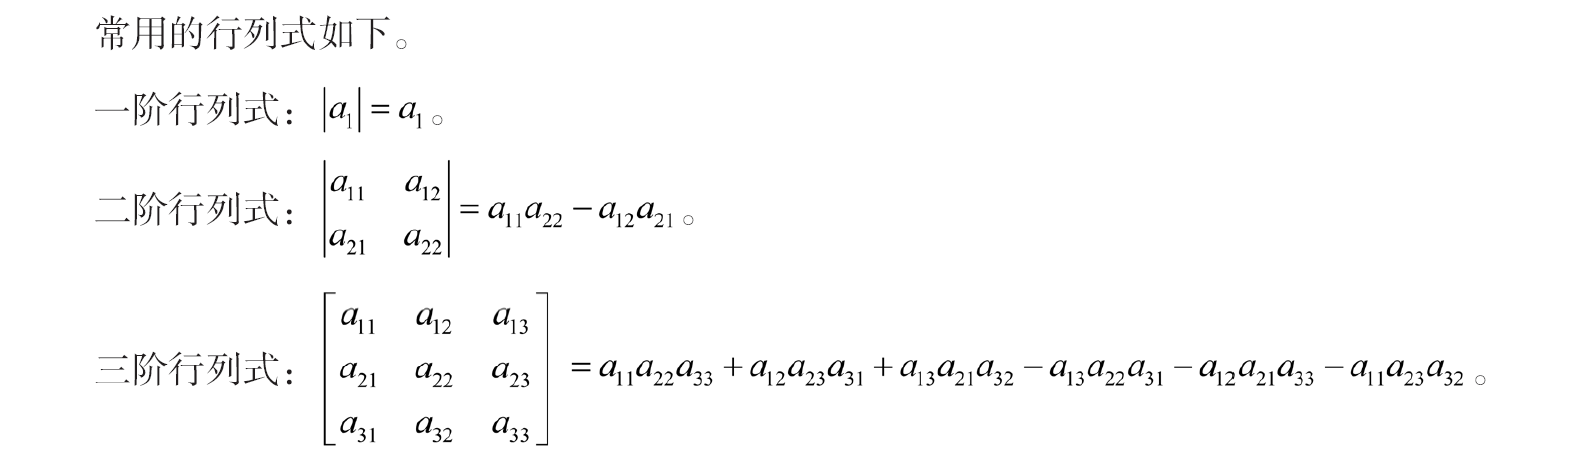 常用的行列式如下。
一阶行列式：|a₁| = a₁。
二阶行列式：|a₁₁ a₁₂; a₂₁ a₂₂| = a₁₁a₂₂ − a₁₂a₂₁。
三阶行列式：[a₁₁ a₁₂ a₁₃; a₂₁ a₂₂ a₂₃; a₃₁ a₃₂ a₃₃] = a₁₁a₂₂a₃₃ + a₁₂a₂₃a₃₁ + a₁₃a₂₁a₃₂ − a₁₃a₂₂a₃₁ − a₁₂a₂₁a₃₃ − a₁₁a₂₃a₃₂。